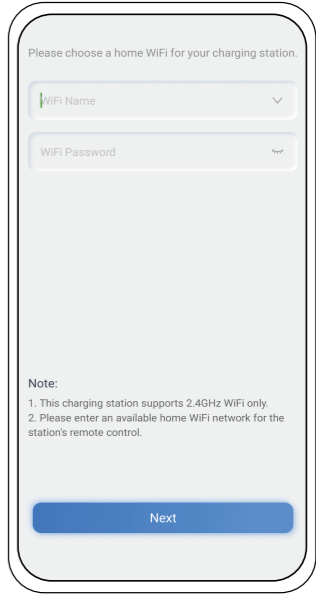 Please choose a home WiFi for your charging station.
WiFi Name
WiFi Password
Note:
1. This charging station supports 2.4GHz WiFi only.
2. Please enter an available home WiFi network for the
station's remote control.
Next